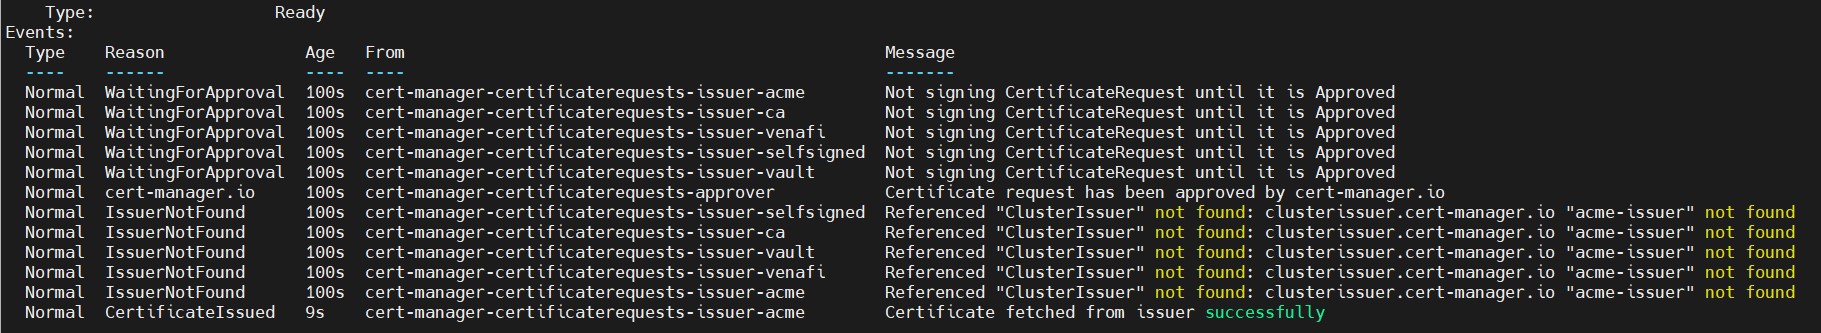 Type: Ready
Events:
Type Reason Age From Message
---- ------ ---- ---- -------
Normal WaitingForApproval 100s cert-manager-certificaterequests-issuer-acme Not signing CertificateRequest until it is Approved
Normal WaitingForApproval 100s cert-manager-certificaterequests-issuer-ca Not signing CertificateRequest until it is Approved
Normal WaitingForApproval 100s cert-manager-certificaterequests-issuer-venafi Not signing CertificateRequest until it is Approved
Normal WaitingForApproval 100s cert-manager-certificaterequests-issuer-selfsigned Not signing CertificateRequest until it is Approved
Normal WaitingForApproval 100s cert-manager-certificaterequests-issuer-vault Not signing CertificateRequest until it is Approved
Normal cert-manager.io 100s cert-manager-certificaterequests-approver Certificate request has been approved by cert-manager.io
Normal IssuerNotFound 100s cert-manager-certificaterequests-issuer-selfsigned Referenced "ClusterIssuer" not found: clusterissuer.cert-manager.io "acme-issuer" not found
Normal IssuerNotFound 100s cert-manager-certificaterequests-issuer-ca Referenced "ClusterIssuer" not found: clusterissuer.cert-manager.io "acme-issuer" not found
Normal IssuerNotFound 100s cert-manager-certificaterequests-issuer-vault Referenced "ClusterIssuer" not found: clusterissuer.cert-manager.io "acme-issuer" not found
Normal IssuerNotFound 100s cert-manager-certificaterequests-issuer-venafi Referenced "ClusterIssuer" not found: clusterissuer.cert-manager.io "acme-issuer" not found
Normal IssuerNotFound 100s cert-manager-certificaterequests-issuer-acme Referenced "ClusterIssuer" not found: clusterissuer.cert-manager.io "acme-issuer" not found
Normal CertificateIssued 9s cert-manager-certificaterequests-issuer-acme Certificate fetched from issuer successfully